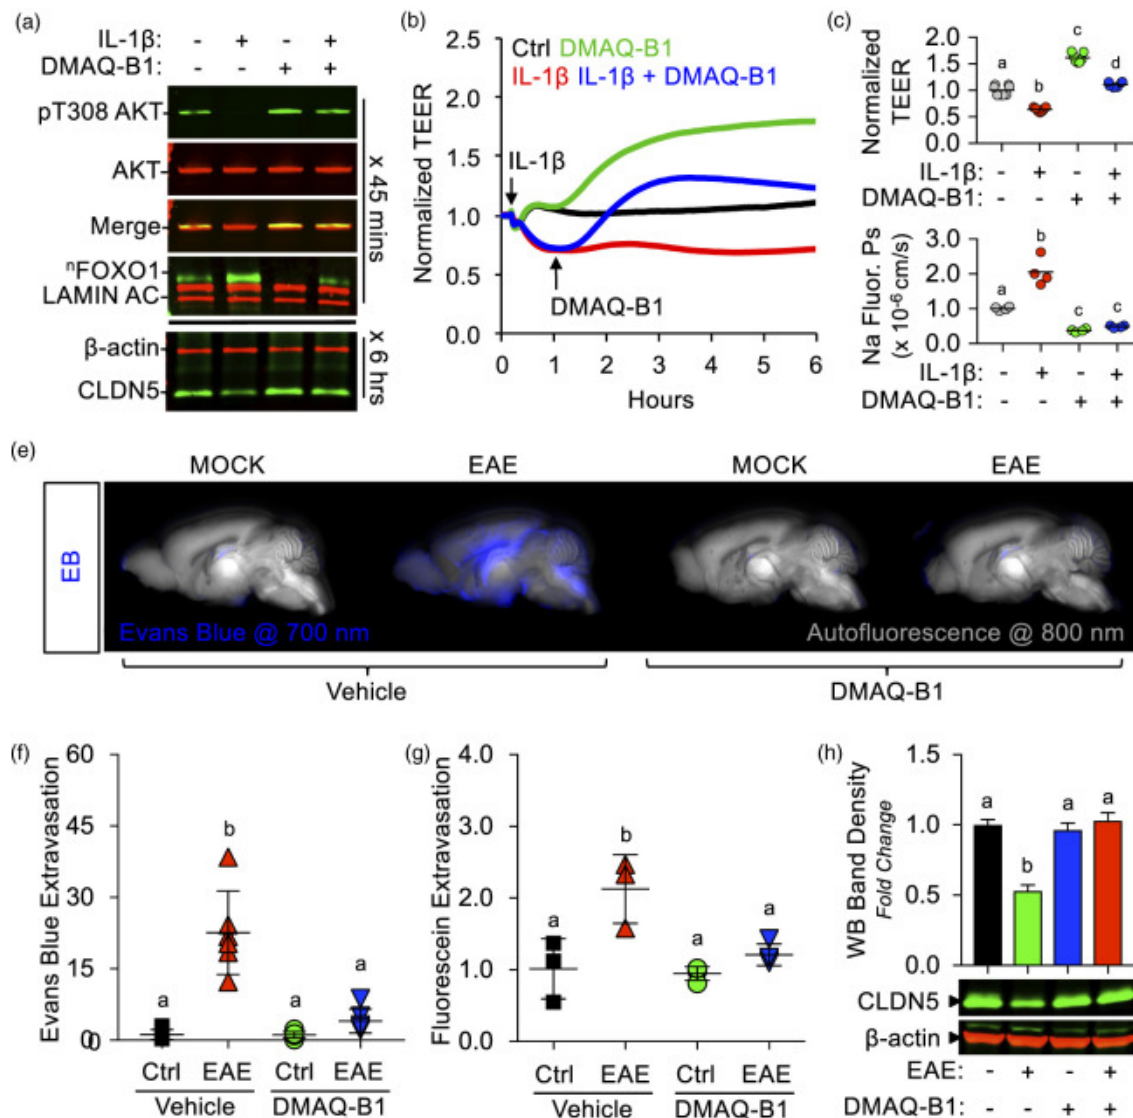 (a)
IL-1β: - + - +
DMAQ-B1: - - + +
pT308 AKT
AKT
Merge
ⁿFOXO1
LAMIN AC
x 45 mins
β-actin
CLDN5
x 6 hrs
(b)
Normalized TEER
2.5
2.0
1.5
1.0
0.5
0.0
Ctrl DMAQ-B1
IL-1β IL-1β + DMAQ-B1
IL-1β
DMAQ-B1
0 1 2 3 4 5 6
Hours
(c)
Normalized
TEER
2.0
1.5
1.0
0.5
0.0
a b c d
IL-1β: - + - +
DMAQ-B1: - - + +
Na Fluor. Ps
(x 10⁻⁶ cm/s)
3.0
2.0
1.0
0.0
a b c c
IL-1β: - + - +
DMAQ-B1: - - + +
(e)
MOCK EAE MOCK EAE
EB
Evans Blue @ 700 nm
Autofluorescence @ 800 nm
Vehicle DMAQ-B1
(f)
Evans Blue Extravasation
60
45
30
15
0
0
a b a a
Ctrl EAE Ctrl EAE
Vehicle DMAQ-B1
(g)
Fluorescein Extravasation
4.0
3.0
2.0
1.0
0.0
a b a a
Ctrl EAE Ctrl EAE
Vehicle DMAQ-B1
(h)
WB Band Density
Fold Change
1.5
1.0
0.5
0.0
a b a a
CLDN5
β-actin
EAE: - + - +
DMAQ-B1: - - + +